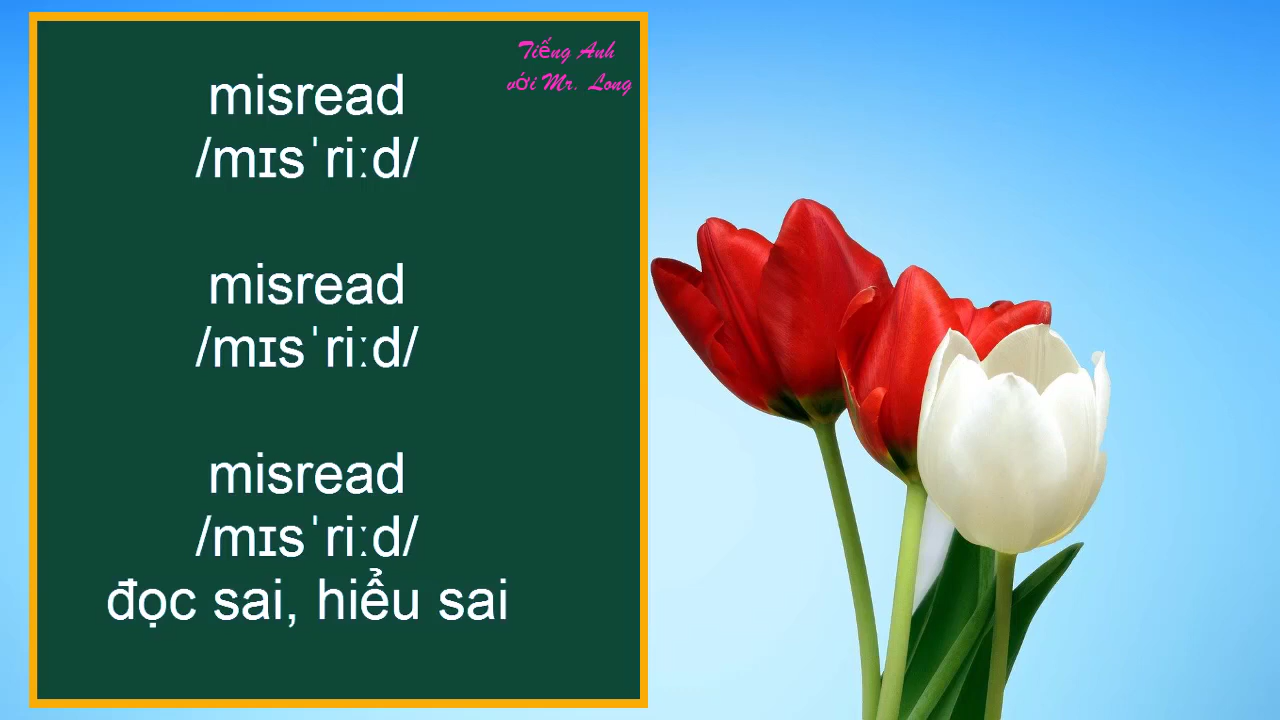 Tiếng Anh
với Mr. Long
misread
/mɪsˈriːd/
misread
/mɪsˈriːd/
misread
/mɪsˈriːd/
đọc sai, hiểu sai